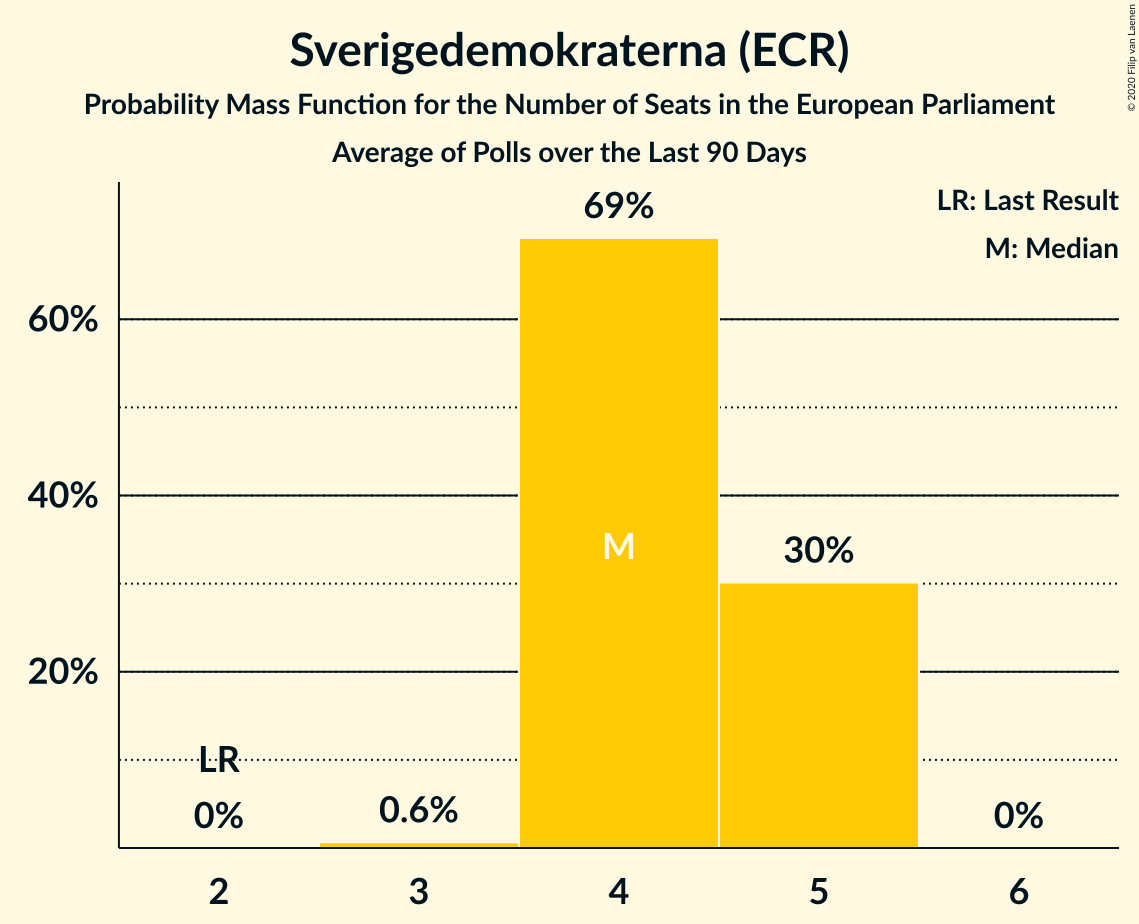 Sverigedemokraterna (ECR)
Probability Mass Function for the Number of Seats in the European Parliament
Average of Polls over the Last 90 Days
© 2020 Filip van Laenen
LR: Last Result
M: Median
69%
60%
40%
M
30%
20%
LR
0%
0.6%
0%
2
3
4
5
6